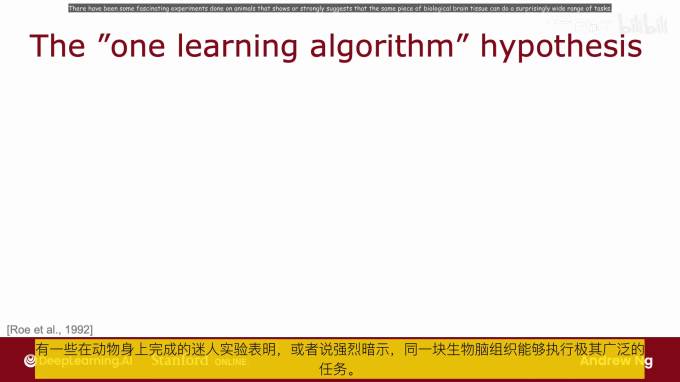 There have been some fascinating experiments done on animals that shows or strongly suggests that the same piece of biological brain tissue can do a surprisingly wide range of tasks.
bilibili
The ”one learning algorithm” hypothesis
[Roe et al., 1992]
有一些在动物身上完成的迷人实验表明，或者说强烈暗示，同一块生物脑组织能够执行极其广泛的
任务。
DeepLearning.AI Stanford ONLINE Andrew Ng